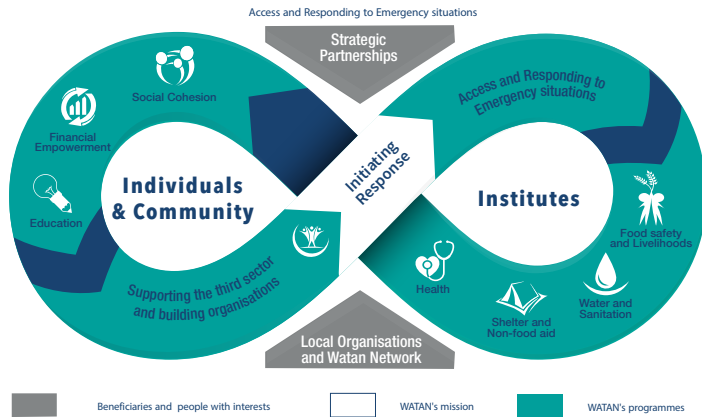 Access and Responding to Emergency situations
Strategic
Partnerships
Social Cohesion
Financial
Empowerment
Education
Individuals
& Community
Supporting the third sector
and building organisations
Initiating
Response
Access and Responding to
Emergency situations
Institutes
Food safety
and Livelihoods
Water and
Sanitation
Shelter and
Non-food aid
Health
Local Organisations
and Watan Network
Beneficiaries and people with interests
WATAN's mission
WATAN's programmes